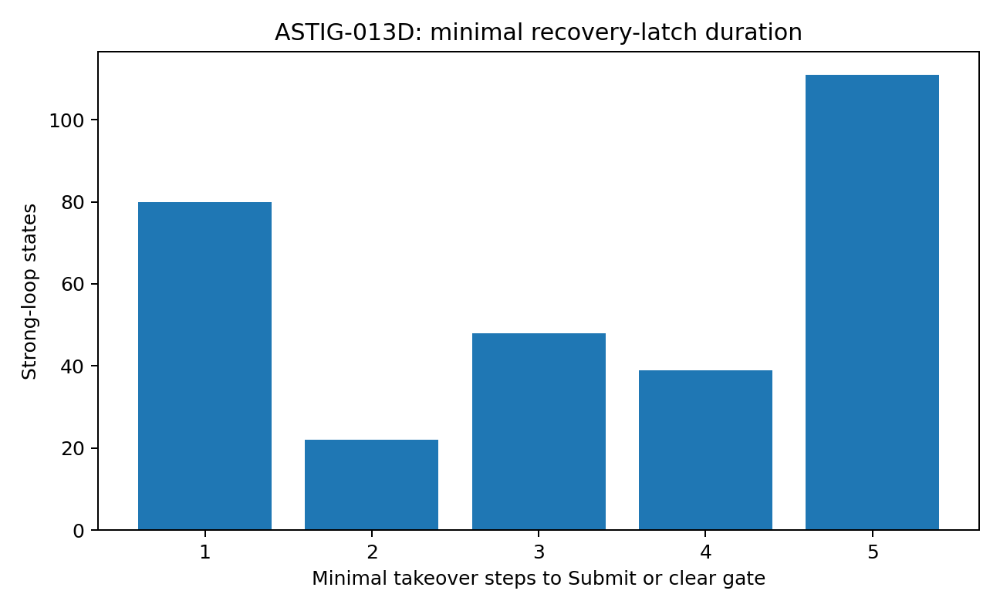 ASTIG-013D: minimal recovery-latch duration
Strong-loop states
100
80
60
40
20
0
1 2 3 4 5
Minimal takeover steps to Submit or clear gate